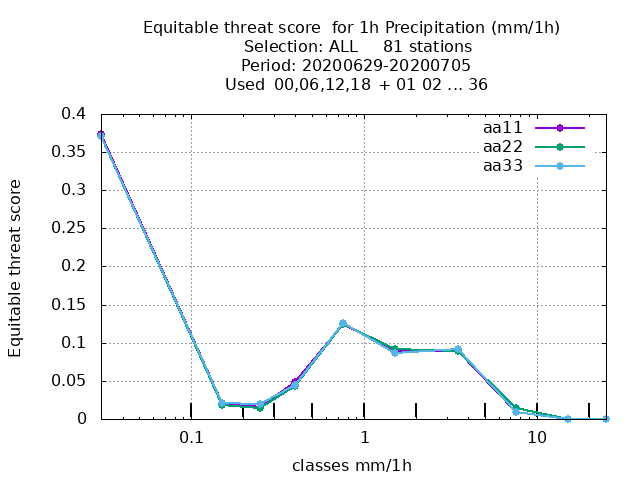 Equitable threat score  for 1h Precipitation (mm/1h)
Selection: ALL     81 stations
Period: 20200629-20200705
Used  00,06,12,18 + 01 02 ... 36
aa11
aa22
aa33
0.4
0.35
0.3
0.25
0.2
0.15
0.1
0.05
0
Equitable threat score
0.1
1
10
classes mm/1h